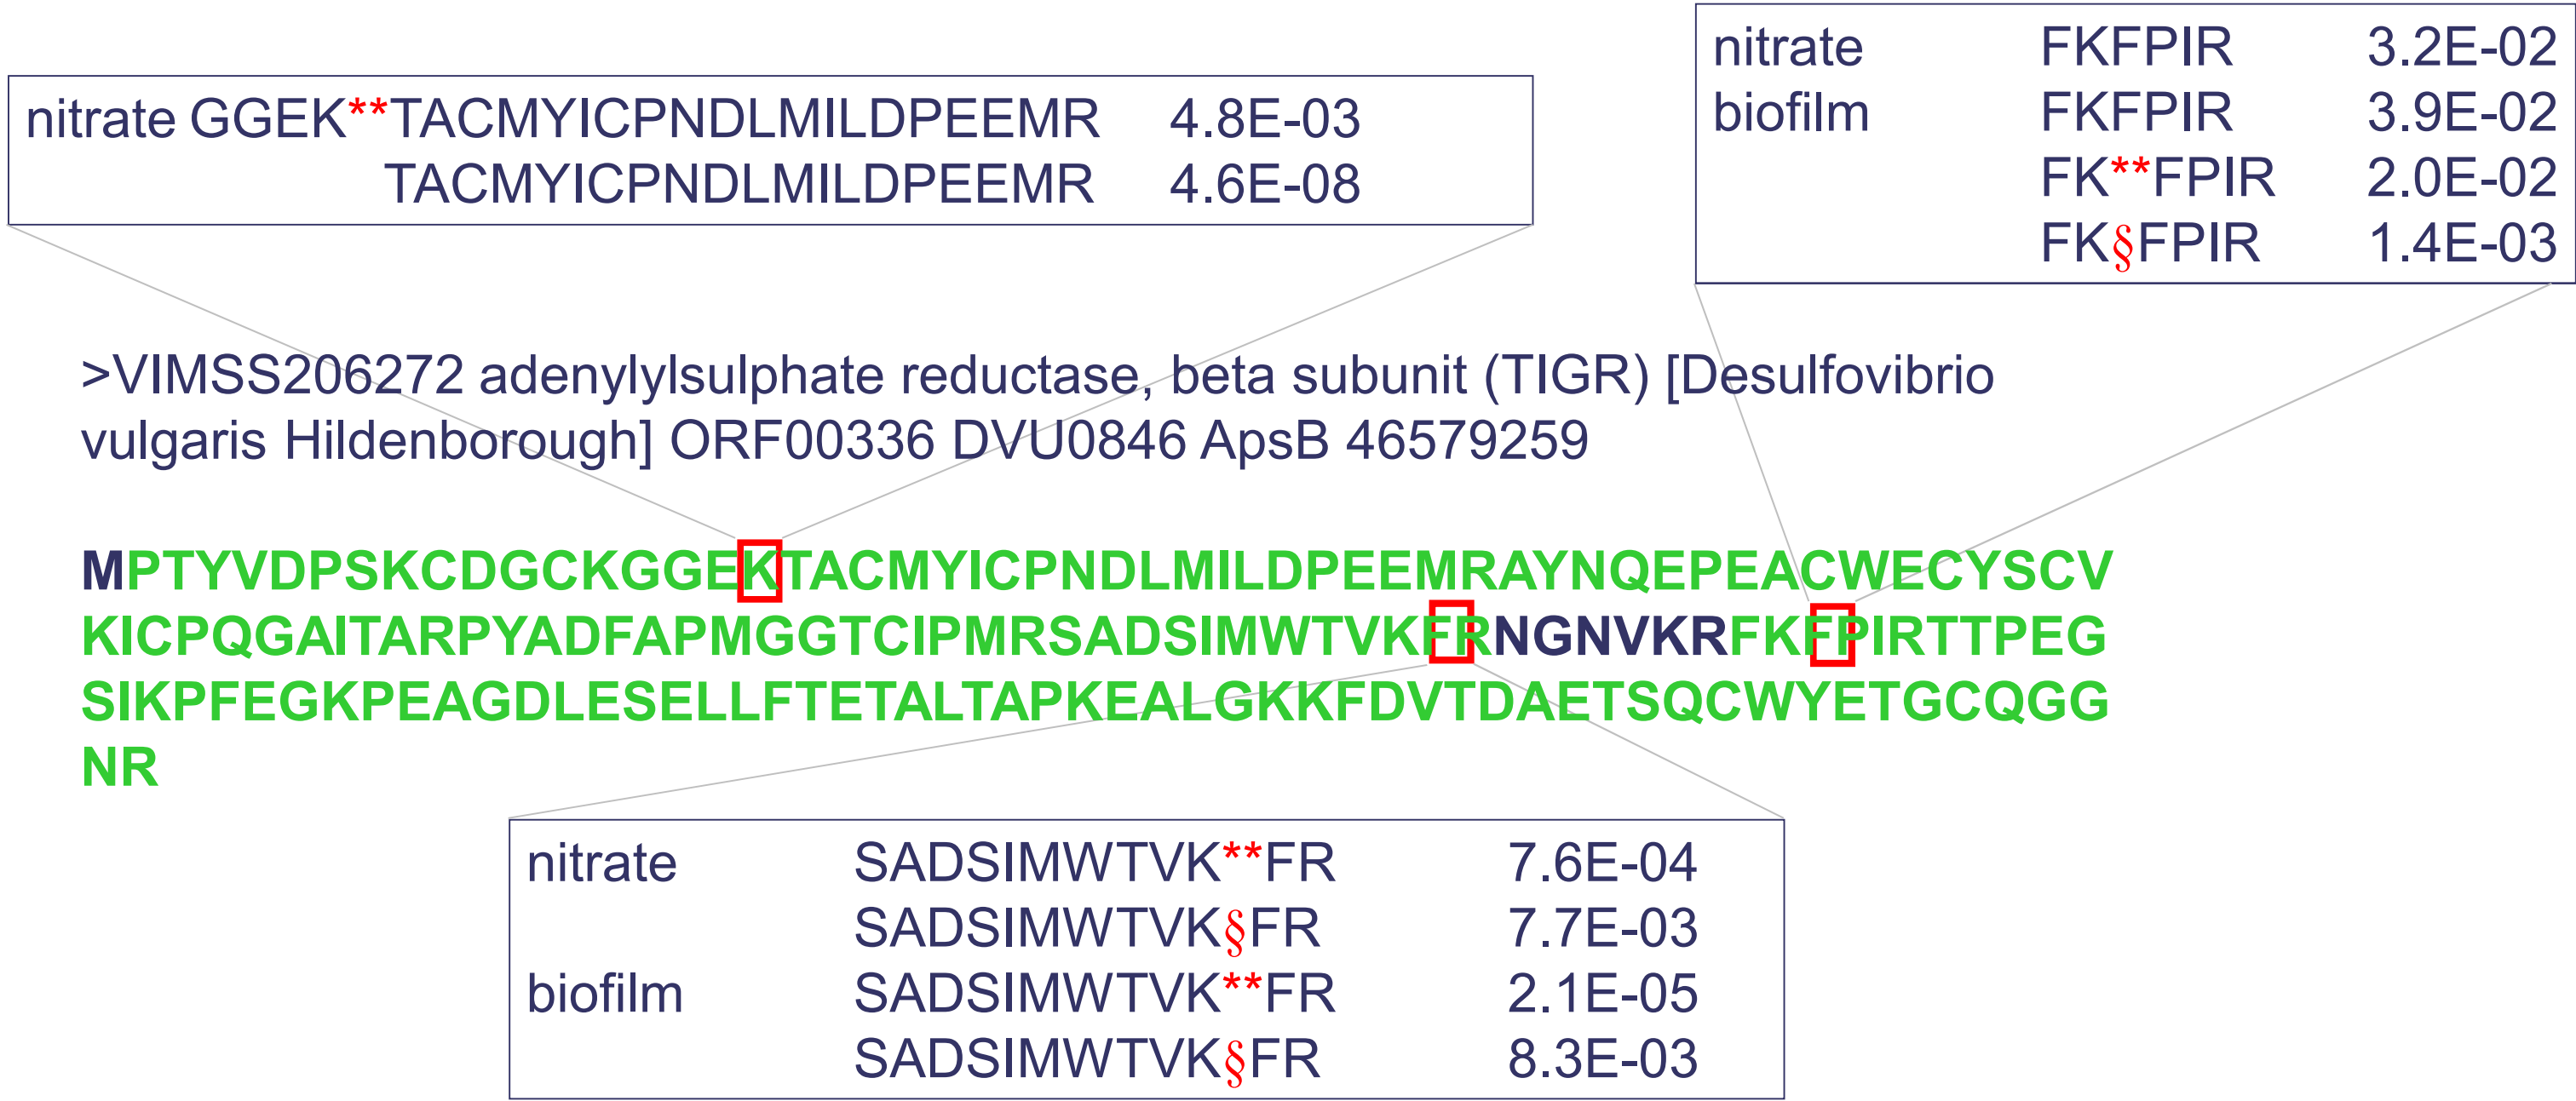 nitrate GGEK**TACMYICPNDLMILDPEEMR 4.8E-03
TACMYICPNDLMILDPEEMR 4.6E-08
nitrate FKFPIR 3.2E-02
biofilm FKFPIR 3.9E-02
FK**FPIR 2.0E-02
FK§FPIR 1.4E-03
>VIMSS206272 adenylylsulphate reductase, beta subunit (TIGR) [Desulfovibrio
vulgaris Hildenborough] ORF00336 DVU0846 ApsB 46579259
MPTYVDPSKCDGCKGGEKTACMYICPNDLMILDPEEMRAYNQEPEACWECYSCV
KICPQGAITARPYADFAPMGGTCIPMRSADSIMWTVKFRNGNVKRFKFPIRTTPEG
SIKPFEGKPEAGDLESELLFTETALTAPKEALGKKFDVTDAETSQCWYETGCQGG
NR
nitrate SADSIMWTVK**FR 7.6E-04
SADSIMWTVK§FR 7.7E-03
biofilm SADSIMWTVK**FR 2.1E-05
SADSIMWTVK§FR 8.3E-03